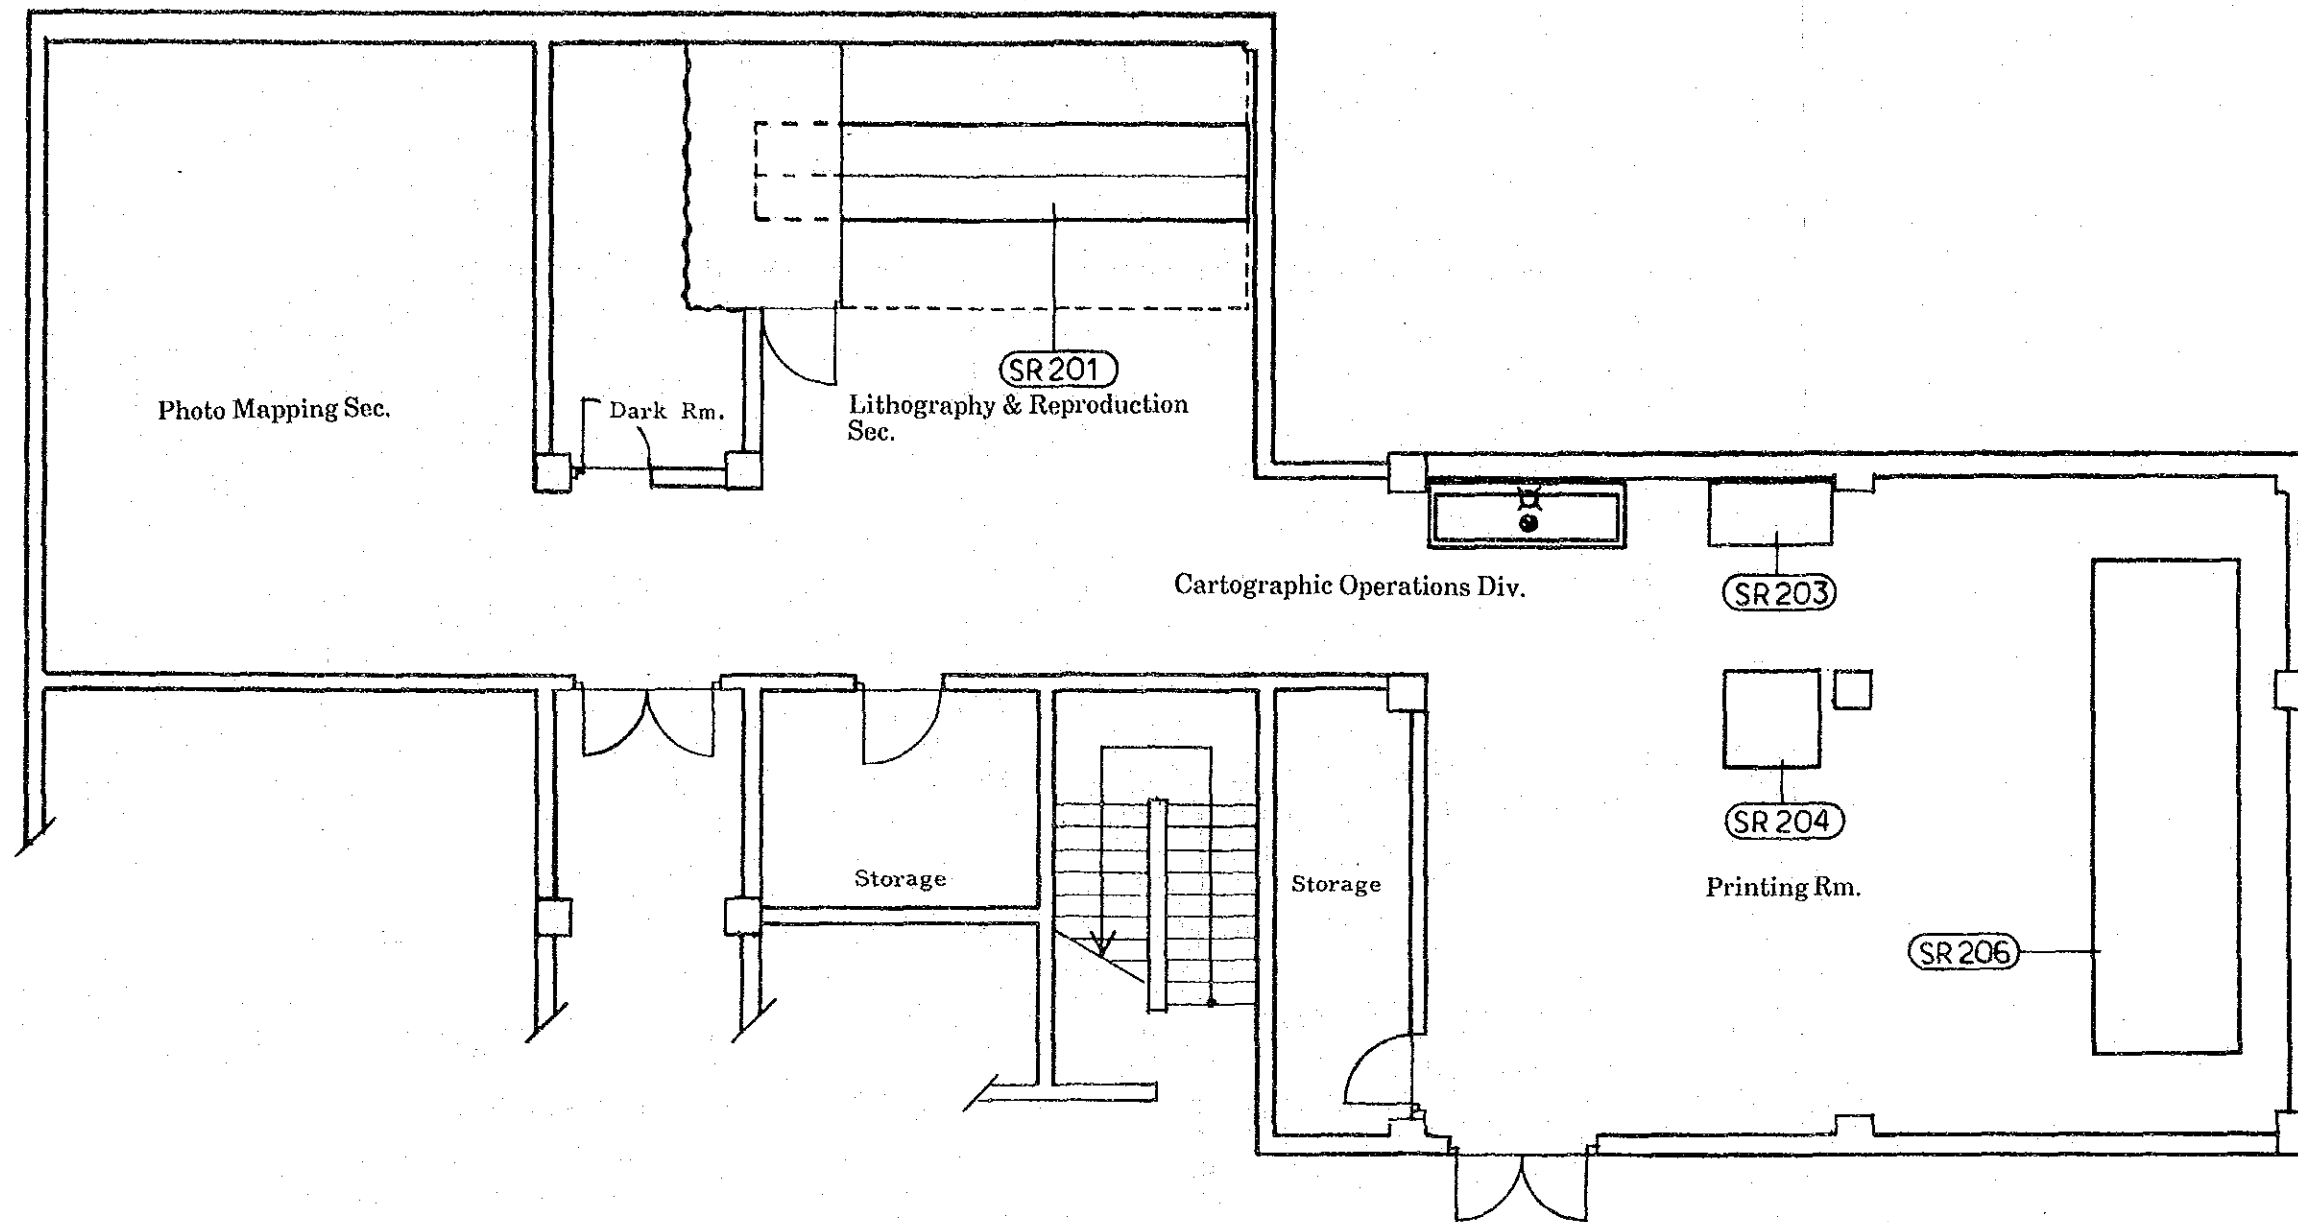 SR 201
Photo Mapping Sec.
Dark Rm.
Lithography & Reproduction
Sec.
Cartographic Operations Div.
SR 203
SR 204
Storage
Storage
Printing Rm.
SR 206